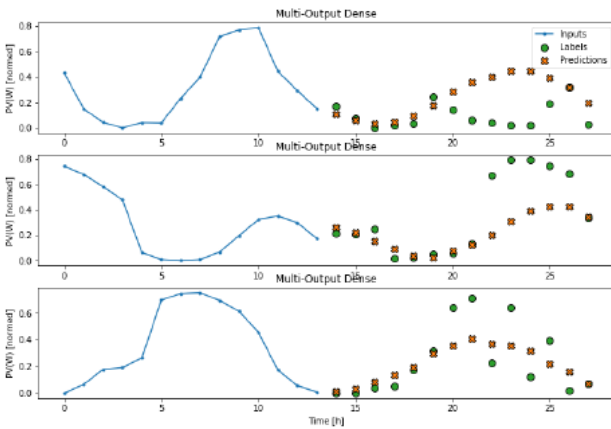 Multi-Output Dense
0.8
0.6
0.4
0.2
0.0
PV(W) [normed]
Inputs
Labels
Predictions
0 5 10 15 20 25
Multi-Output Dense
0.8
0.6
0.4
0.2
0.0
PV(W) [normed]
0 5 10 15 20 25
Multi-Output Dense
0.6
0.4
0.2
0.0
PV(W) [normed]
0 5 10 15 20 25
Time [h]